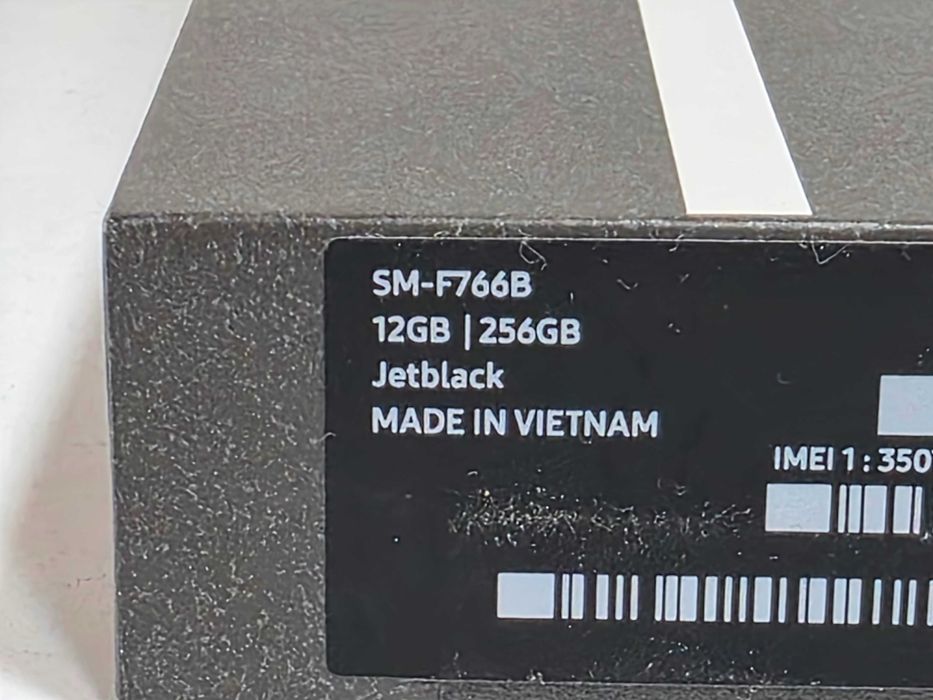 SM-F766B
12GB | 256GB
Jetblack
MADE IN VIETNAM
IMEI 1 : 350